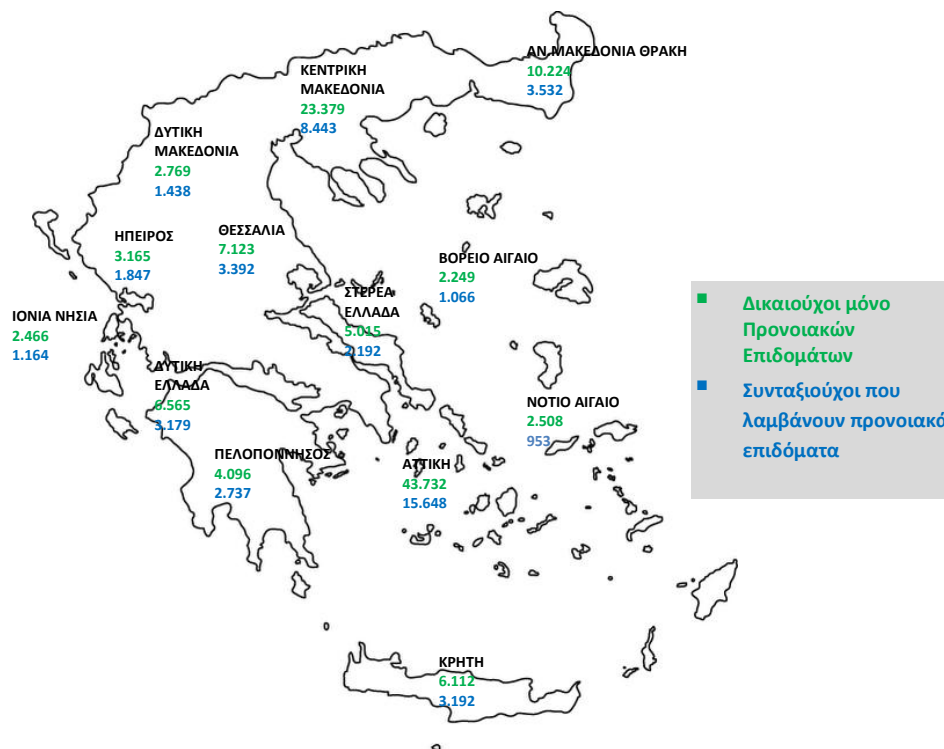 ΑΝ.ΜΑΚΕΔΟΝΙΑ ΘΡΑΚΗ
10.224
3.532
ΚΕΝΤΡΙΚΗ
ΜΑΚΕΔΟΝΙΑ
23.379
8.443
ΔΥΤΙΚΗ
ΜΑΚΕΔΟΝΙΑ
2.769
1.438
ΗΠΕΙΡΟΣ
3.165
1.847
ΘΕΣΣΑΛΙΑ
7.123
3.392
ΒΟΡΕΙΟ ΑΙΓΑΙΟ
2.249
1.066
ΣΤΕΡΕΑ
ΕΛΛΑΔΑ
5.015
2.192
ΙΟΝΙΑ ΝΗΣΙΑ
2.466
1.164
ΔΥΤΙΚΗ
ΕΛΛΑΔΑ
6.565
3.179
ΝΟΤΙΟ ΑΙΓΑΙΟ
2.508
953
ΠΕΛΟΠΟΝΝΗΣΟΣ
4.096
2.737
ΑΤΤΙΚΗ
43.732
15.648
ΚΡΗΤΗ
6.112
3.192
Δικαιούχοι μόνο
Προνοιακών
Επιδομάτων
Συνταξιούχοι που
λαμβάνουν προνοιακά
επιδόματα